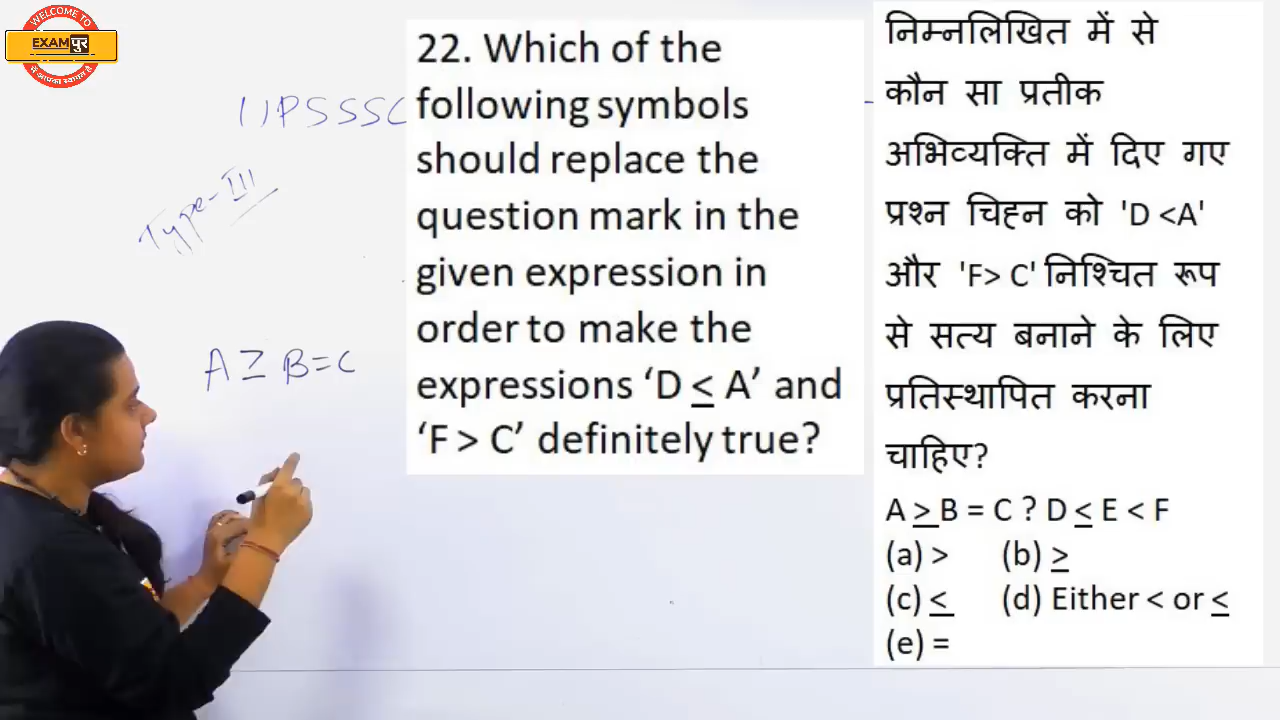 WELCOME TO
EXAMपुर
में आपका स्वागत है
UPSSSC
Type-III
A ≥ B = C
22. Which of the
following symbols
should replace the
question mark in the
given expression in
order to make the
expressions ‘D ≤ A’ and
‘F > C’ definitely true?
निम्नलिखित में से
कौन सा प्रतीक
अभिव्यक्ति में दिए गए
प्रश्न चिह्न को 'D <A'
और 'F> C' निश्चित रूप
से सत्य बनाने के लिए
प्रतिस्थापित करना
चाहिए?
A ≥ B = C ? D ≤ E < F
(a) > (b) ≥
(c) ≤ (d) Either < or ≤
(e) =